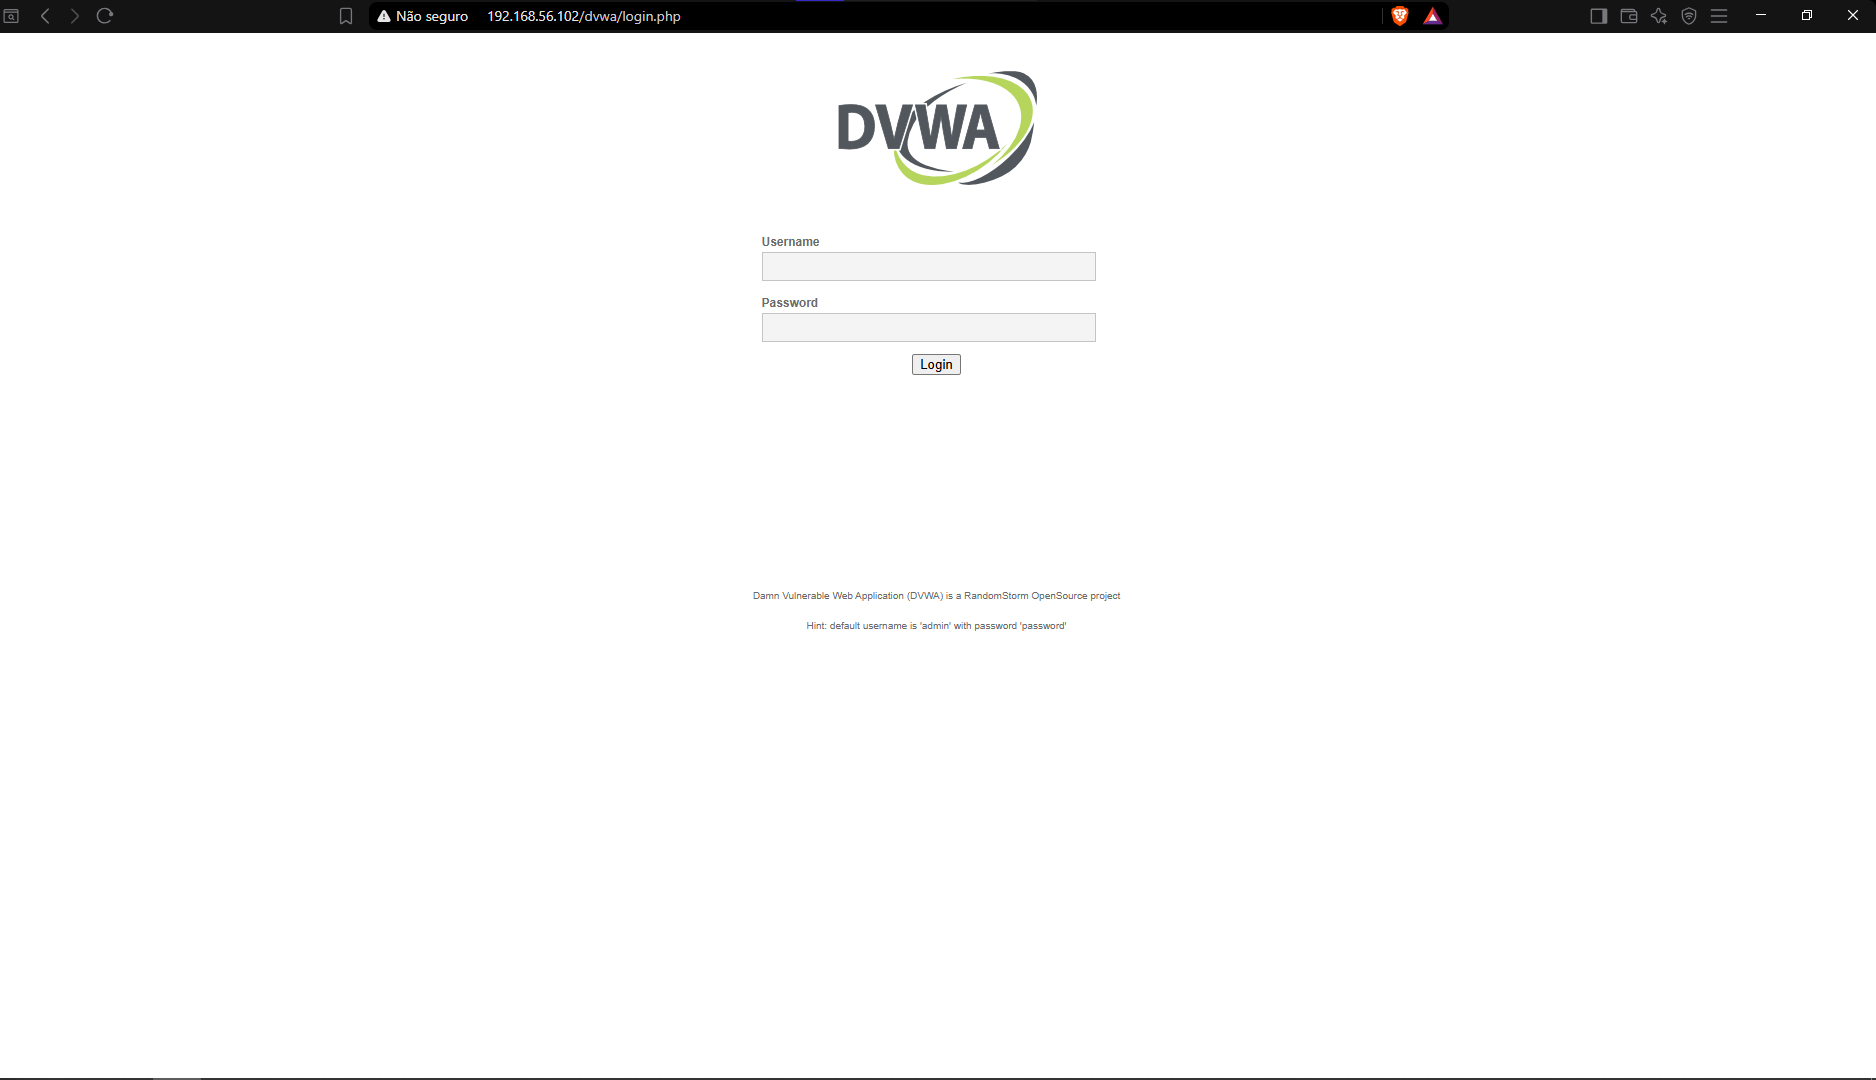 Não seguro 192.168.56.102/dvwa/login.php
DVWA
Username
Password
Login
Damn Vulnerable Web Application (DVWA) is a RandomStorm OpenSource project
Hint: default username is 'admin' with password 'password'